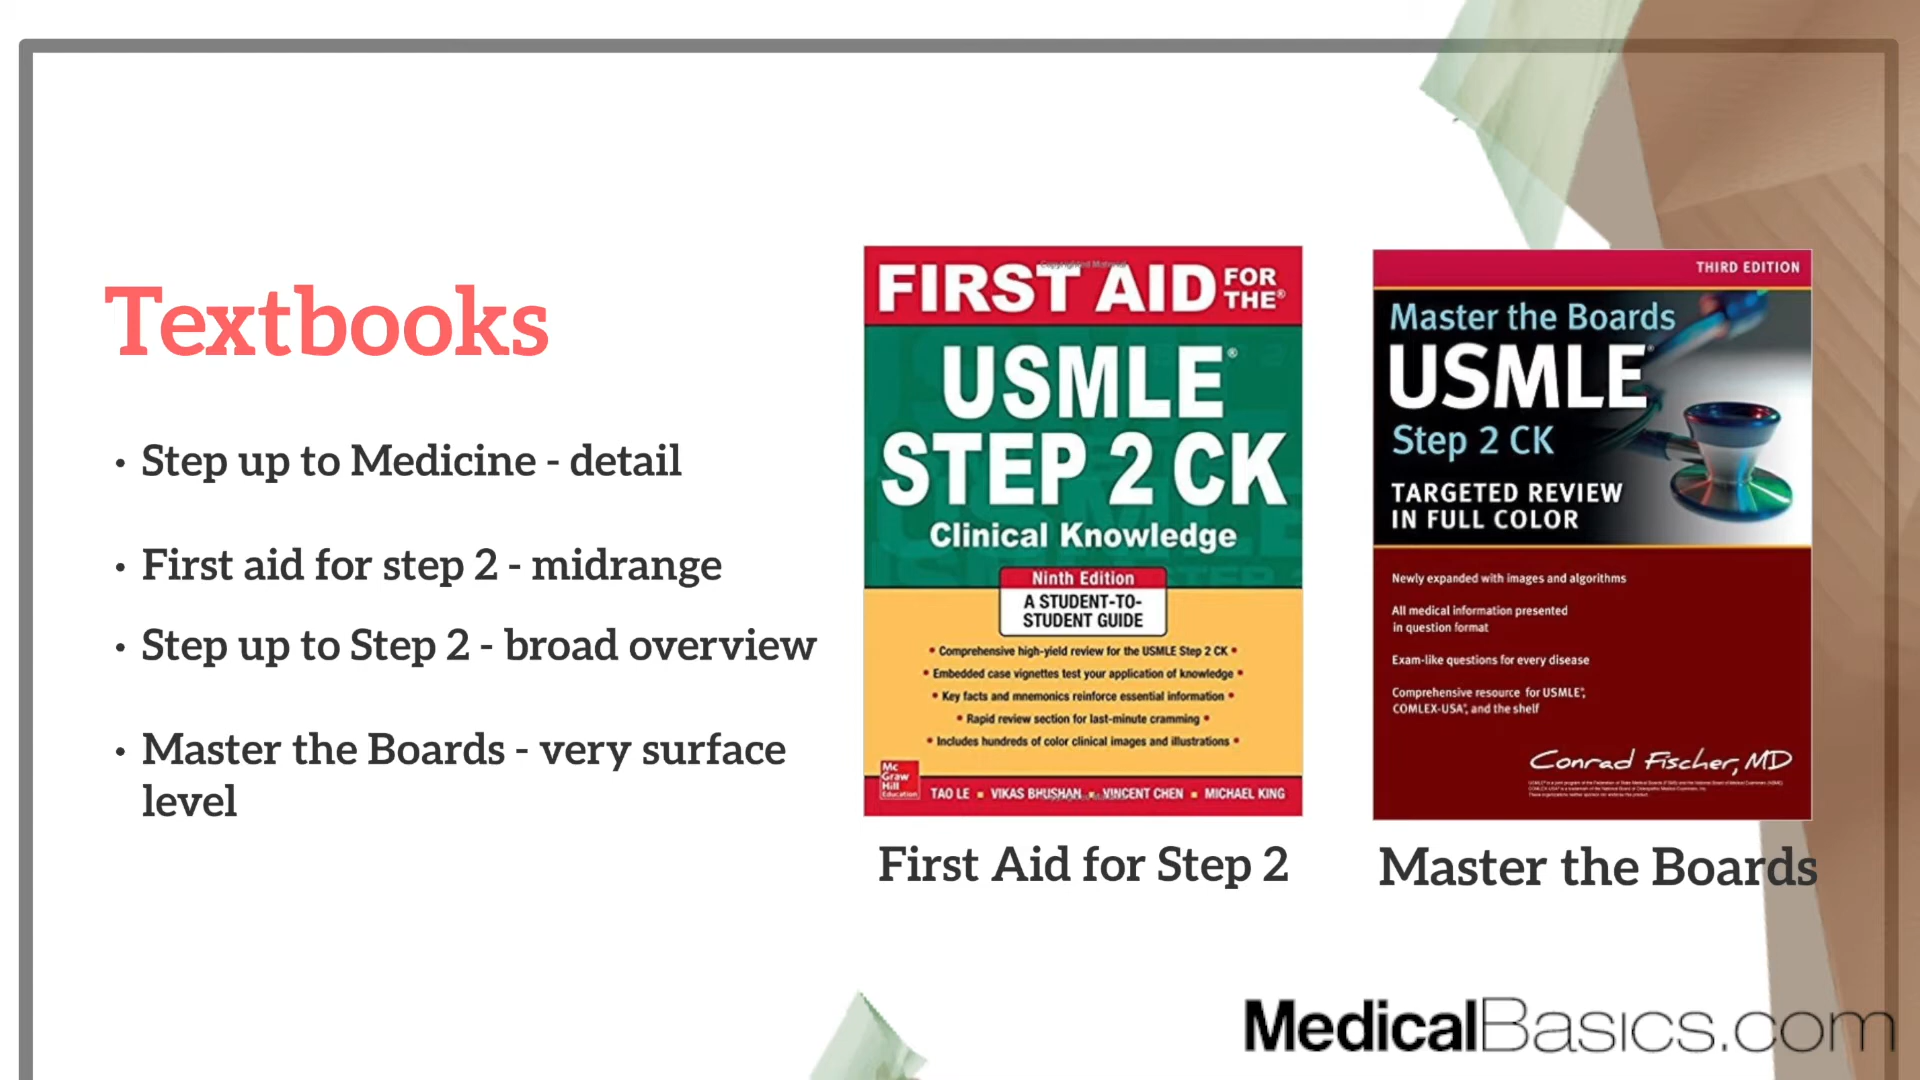 Textbooks
• Step up to Medicine - detail
• First aid for step 2 - midrange
• Step up to Step 2 - broad overview
• Master the Boards - very surface
level
FIRST AID FOR THE®
USMLE®
STEP 2 CK
Clinical Knowledge
Ninth Edition
A STUDENT-TO-
STUDENT GUIDE
• Comprehensive high-yield review for the USMLE Step 2 CK •
• Embedded case vignettes test your application of knowledge •
• Key facts and mnemonics reinforce essential information •
• Rapid review section for last-minute cramming •
• Includes hundreds of color clinical images and illustrations •
Mc
Graw
Hill
Education
TAO LE ▪ VIKAS BHUSHAN ▪ VINCENT CHEN ▪ MICHAEL KING
First Aid for Step 2
THIRD EDITION
Master the Boards
USMLE
Step 2 CK
TARGETED REVIEW
IN FULL COLOR
Newly expanded with images and algorithms
All medical information presented
in question format
Exam-like questions for every disease
Comprehensive resource for USMLE®,
COMLEX-USA®, and the shelf
Conrad Fischer, MD
Master the Boards
MedicalBasics.com